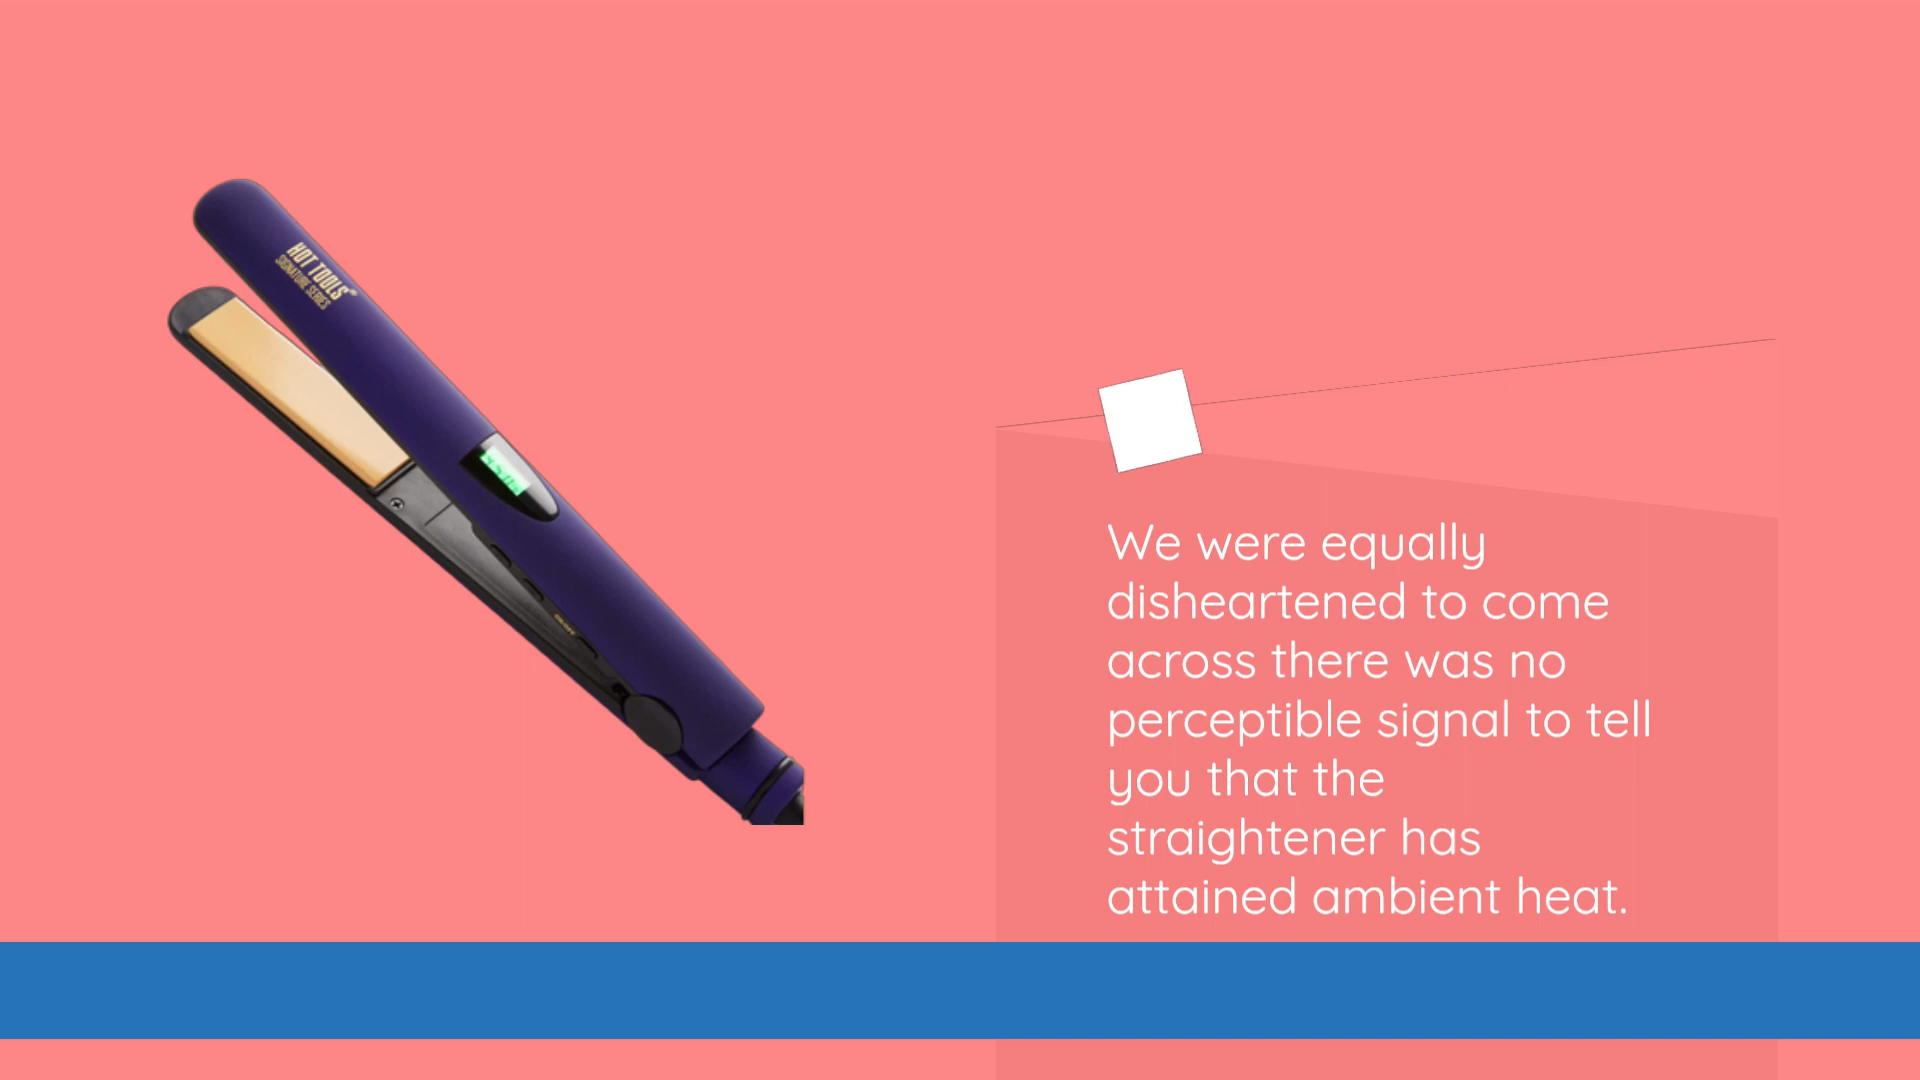 HOT TOOLS®
SIGNATURE SERIES
We were equally
disheartened to come
across there was no
perceptible signal to tell
you that the
straightener has
attained ambient heat.